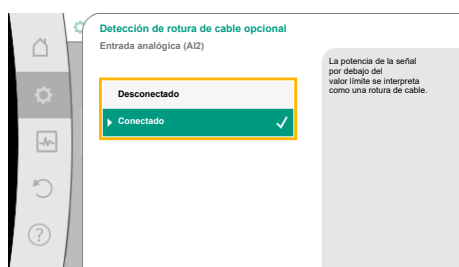 Detección de rotura de cable opcional
Entrada analógica (AI2)
La potencia de la señal
por debajo del
valor límite se interpreta
como una rotura de cable.
Desconectado
Conectado